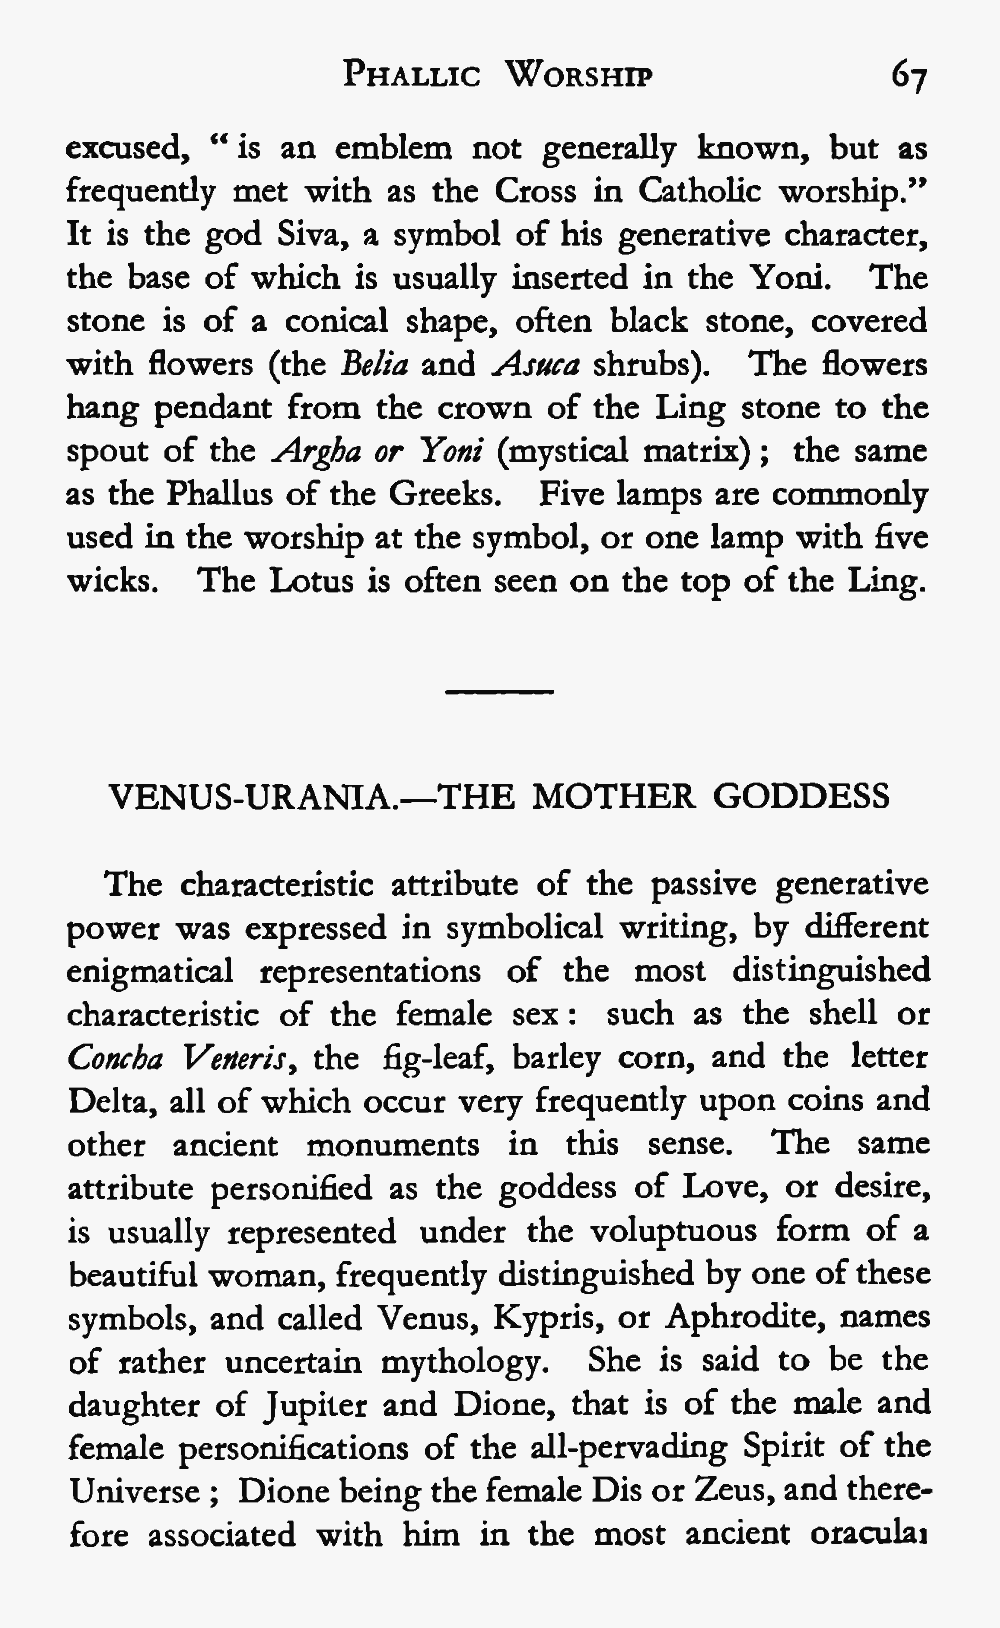 PHALLIC WORSHIP 67
excused, “ is an emblem not generally known, but as
frequently met with as the Cross in Catholic worship.”
It is the god Siva, a symbol of his generative character,
the base of which is usually inserted in the Yoni. The
stone is of a conical shape, often black stone, covered
with flowers (the Belia and Asuca shrubs). The flowers
hang pendant from the crown of the Ling stone to the
spout of the Argha or Yoni (mystical matrix) ; the same
as the Phallus of the Greeks. Five lamps are commonly
used in the worship at the symbol, or one lamp with five
wicks. The Lotus is often seen on the top of the Ling.
VENUS-URANIA.—THE MOTHER GODDESS
The characteristic attribute of the passive generative
power was expressed in symbolical writing, by different
enigmatical representations of the most distinguished
characteristic of the female sex : such as the shell or
Concha Veneris, the fig-leaf, barley corn, and the letter
Delta, all of which occur very frequently upon coins and
other ancient monuments in this sense. The same
attribute personified as the goddess of Love, or desire,
is usually represented under the voluptuous form of a
beautiful woman, frequently distinguished by one of these
symbols, and called Venus, Kypris, or Aphrodite, names
of rather uncertain mythology. She is said to be the
daughter of Jupiter and Dione, that is of the male and
female personifications of the all-pervading Spirit of the
Universe ; Dione being the female Dis or Zeus, and there-
fore associated with him in the most ancient oracular